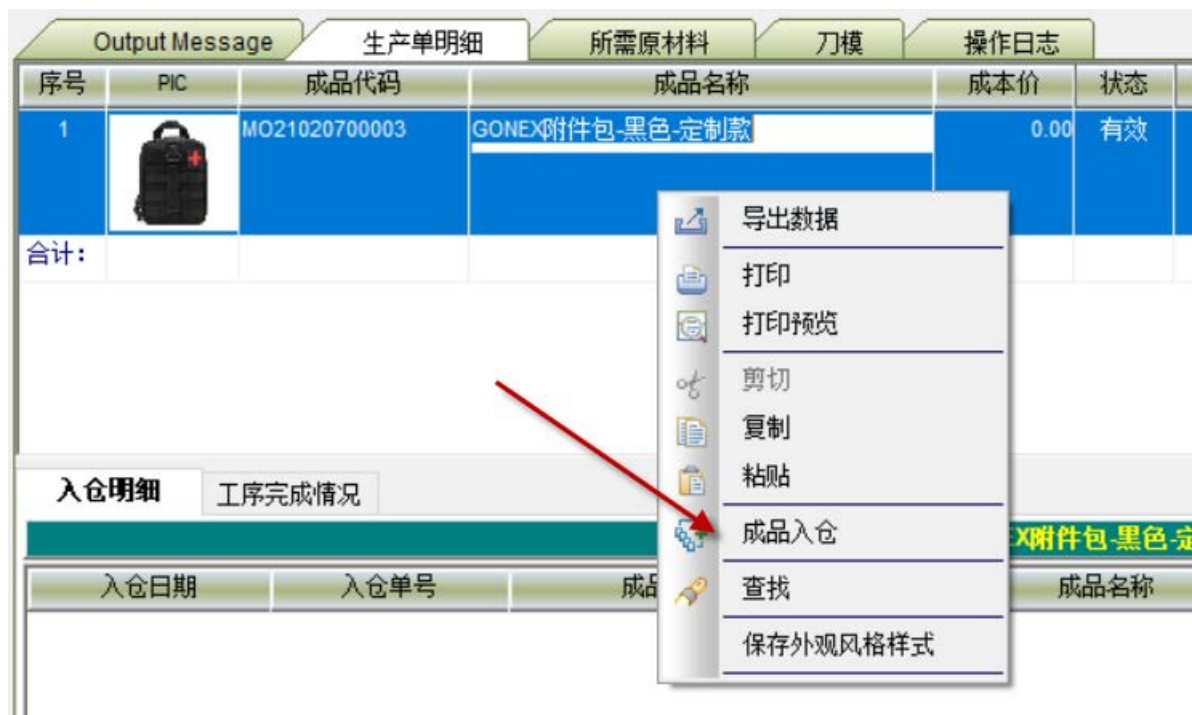 Output Message 生产单明细 所需原材料 刀模 操作日志
序号 PIC 成品代码 成品名称 成本价 状态
1 MO21020700003 GONEX附件包-黑色-定制款 0.00 有效
合计：
导出数据
打印
打印预览
剪切
复制
粘贴
成品入仓
查找
保存外观风格样式
入仓明细 工序完成情况
X附件包-黑色-定
入仓日期 入仓单号 成品 成品名称